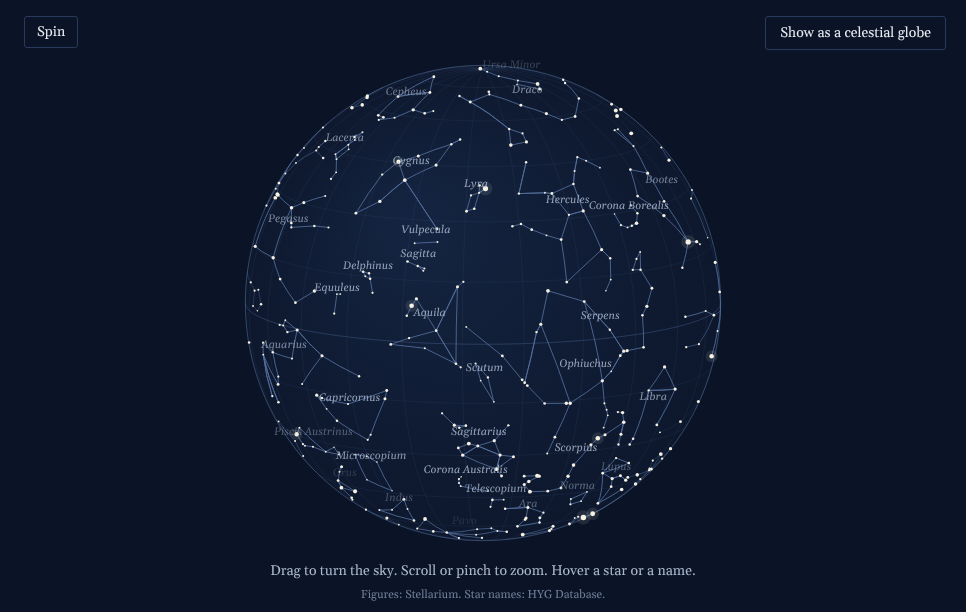 Spin
Show as a celestial globe
Ursa Minor
Cepheus
Draco
Lacerta
Cygnus
Lyra
Bootes
Hercules
Corona Borealis
Pegasus
Vulpecula
Sagitta
Delphinus
Equuleus
Aquila
Serpens
Aquarius
Scutum
Ophiuchus
Capricornus
Libra
Piscis Austrinus
Sagittarius
Scorpius
Microscopium
Grus
Corona Australis
Lupus
Telescopium
Norma
Indus
Ara
Pavo
Drag to turn the sky. Scroll or pinch to zoom. Hover a star or a name.
Figures: Stellarium. Star names: HYG Database.